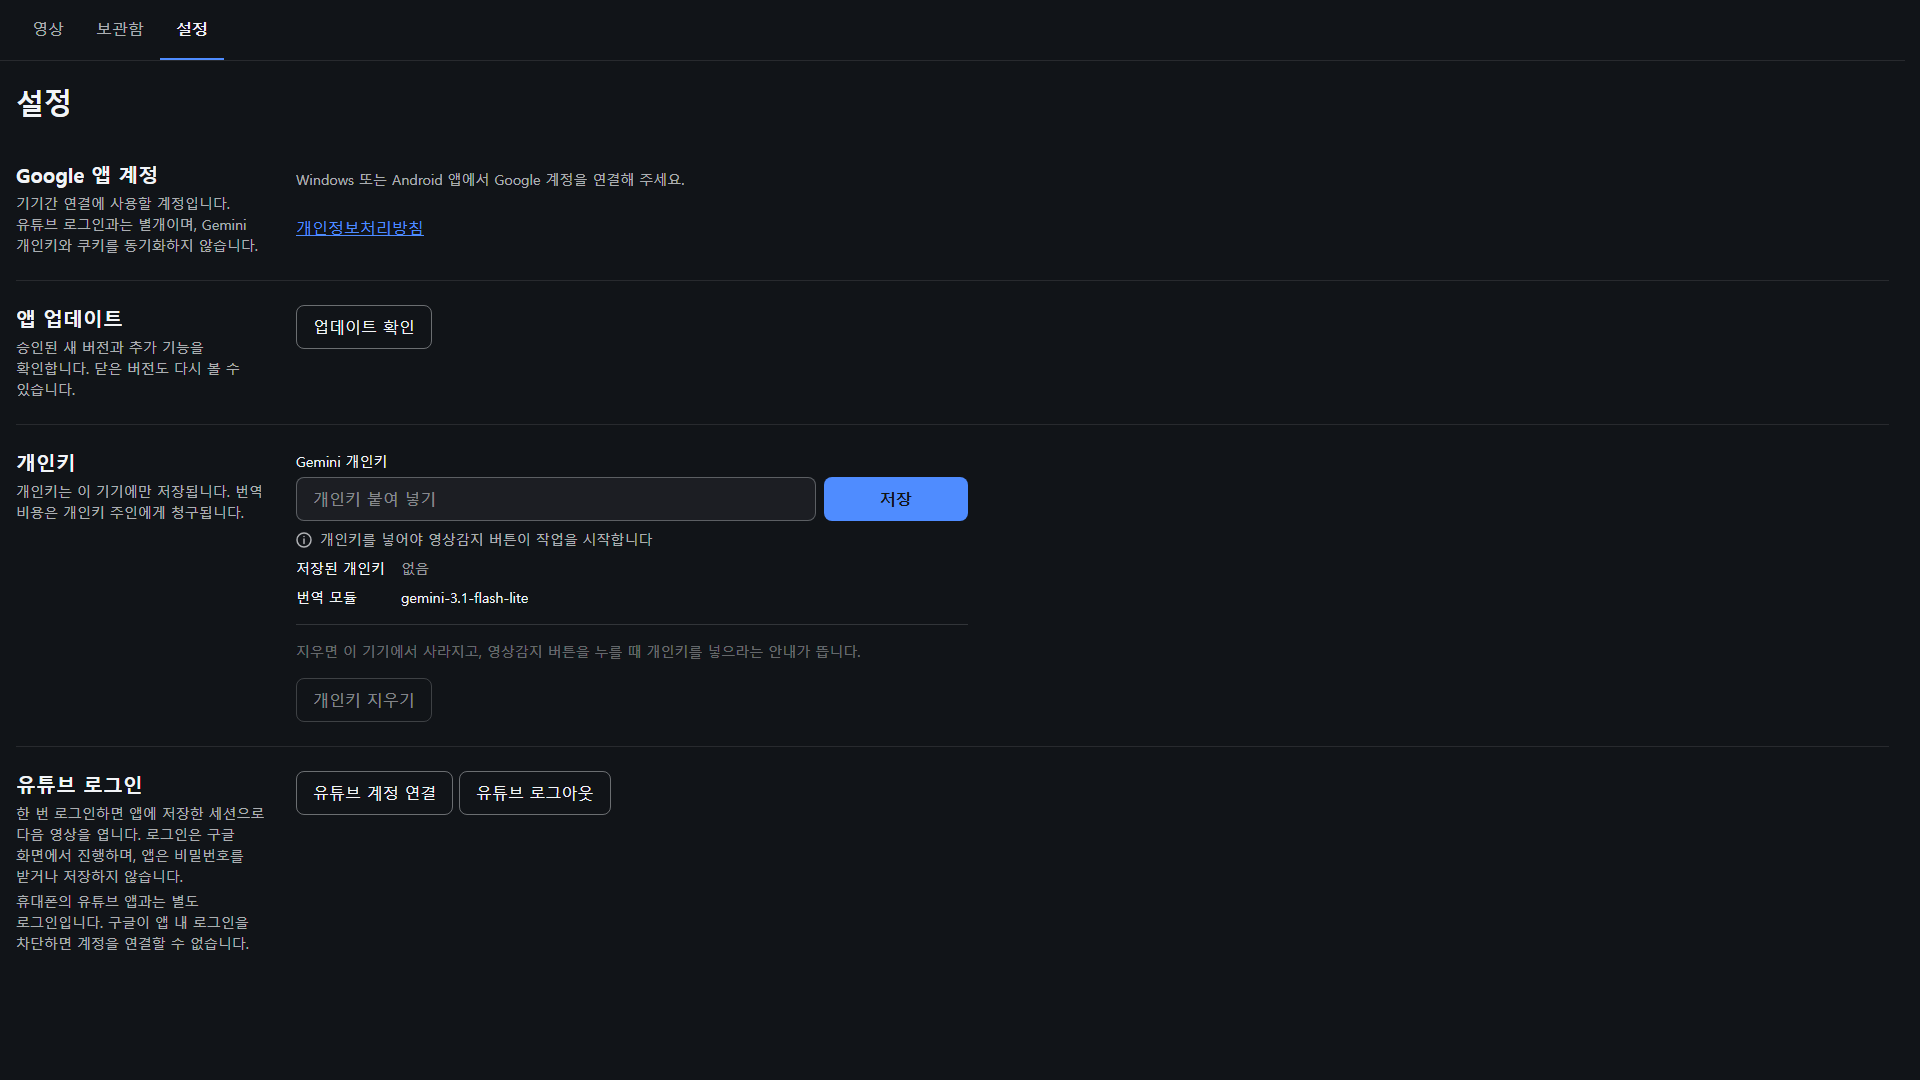 영상 보관함 설정
설정
Google 앱 계정
기기간 연결에 사용할 계정입니다.
유튜브 로그인과는 별개이며, Gemini
개인키와 쿠키를 동기화하지 않습니다.
Windows 또는 Android 앱에서 Google 계정을 연결해 주세요.
개인정보처리방침
앱 업데이트
승인된 새 버전과 추가 기능을
확인합니다. 닫은 버전도 다시 볼 수
있습니다.
업데이트 확인
개인키
개인키는 이 기기에만 저장됩니다. 번역
비용은 개인키 주인에게 청구됩니다.
Gemini 개인키
개인키 붙여 넣기
저장
개인키를 넣어야 영상감지 버튼이 작업을 시작합니다
저장된 개인키 없음
번역 모듈 gemini-3.1-flash-lite
지우면 이 기기에서 사라지고, 영상감지 버튼을 누를 때 개인키를 넣으라는 안내가 뜹니다.
개인키 지우기
유튜브 로그인
한 번 로그인하면 앱에 저장한 세션으로
다음 영상을 엽니다. 로그인은 구글
화면에서 진행하며, 앱은 비밀번호를
받거나 저장하지 않습니다.
휴대폰의 유튜브 앱과는 별도
로그인입니다. 구글이 앱 내 로그인을
차단하면 계정을 연결할 수 없습니다.
유튜브 계정 연결
유튜브 로그아웃